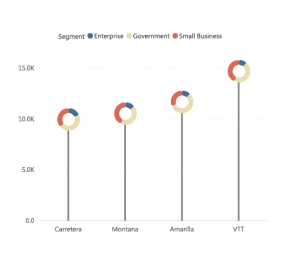 Segment Enterprise Government Small Business
15.0K
10.0K
5.0K
0.0
Carretera Montana Amarilla VTT